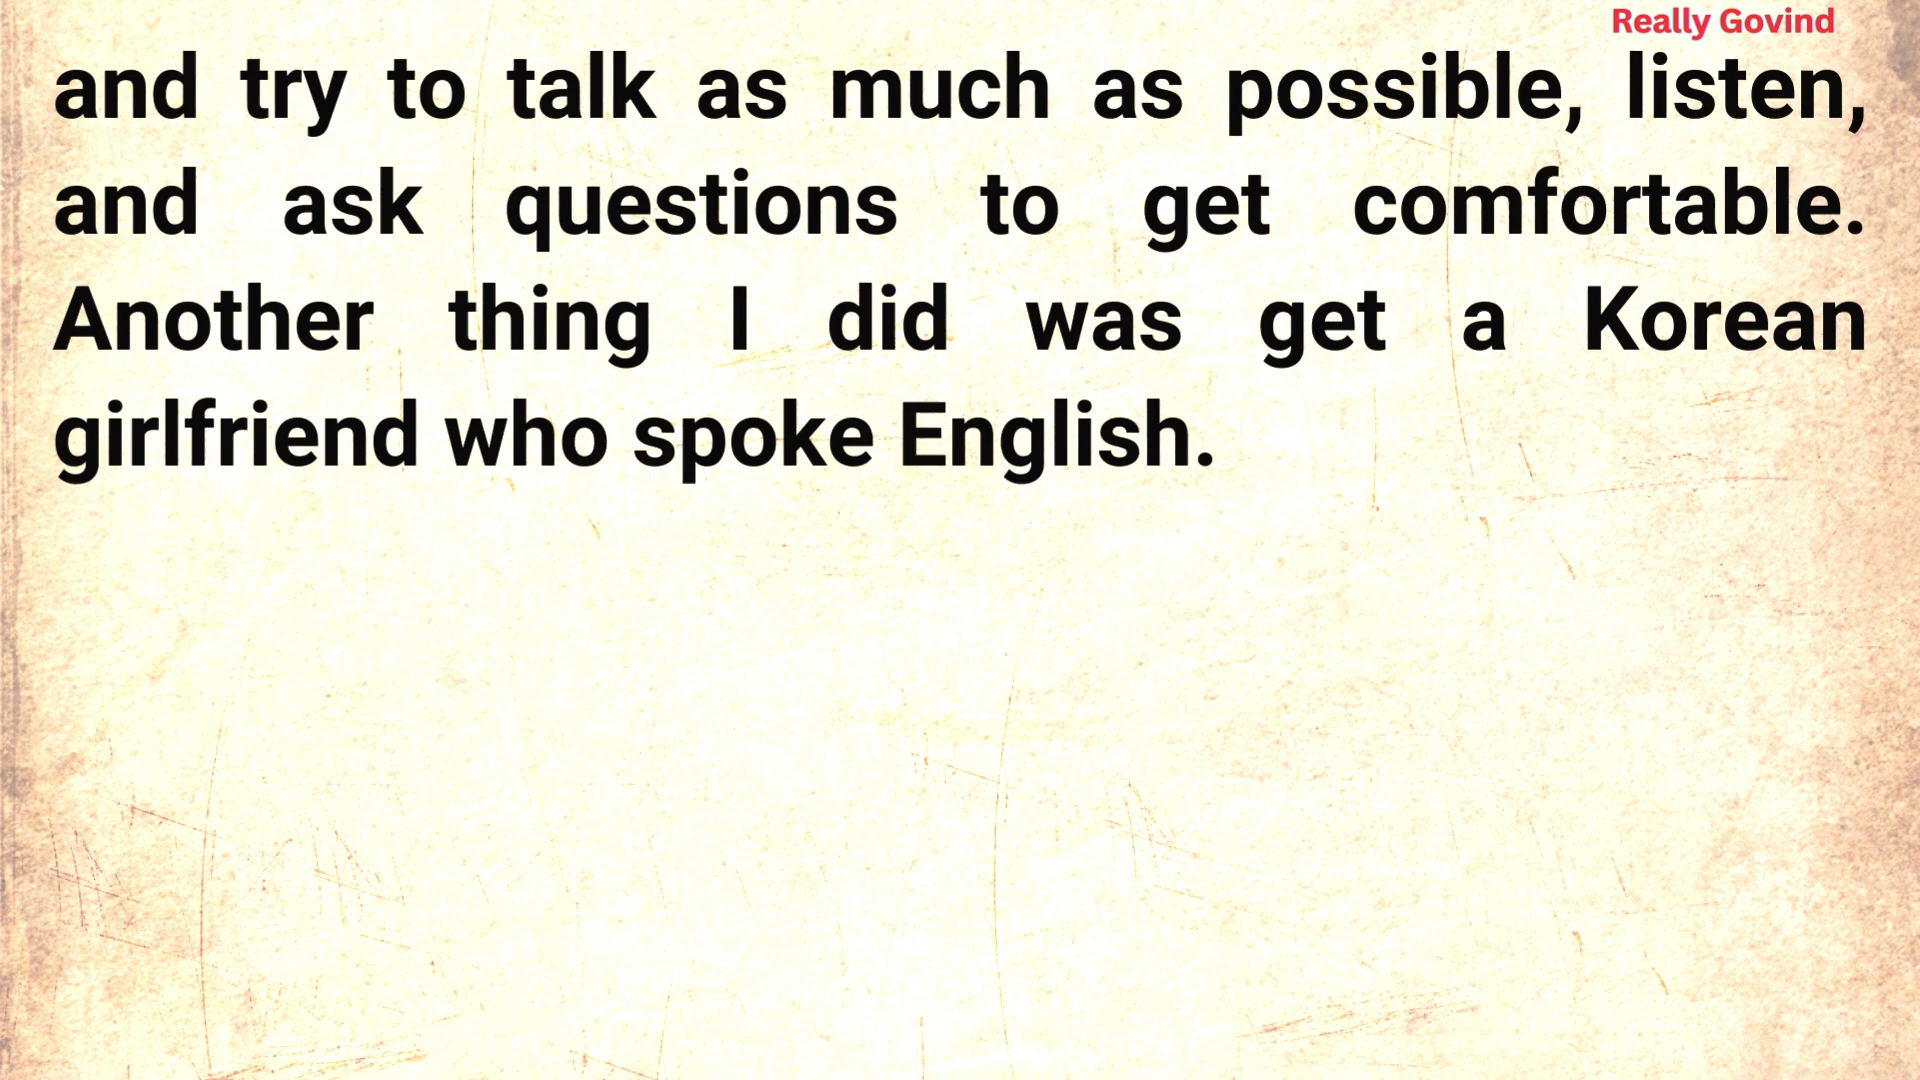 Really Govind
and try to talk as much as possible, listen,
and ask questions to get comfortable.
Another thing I did was get a Korean
girlfriend who spoke English.